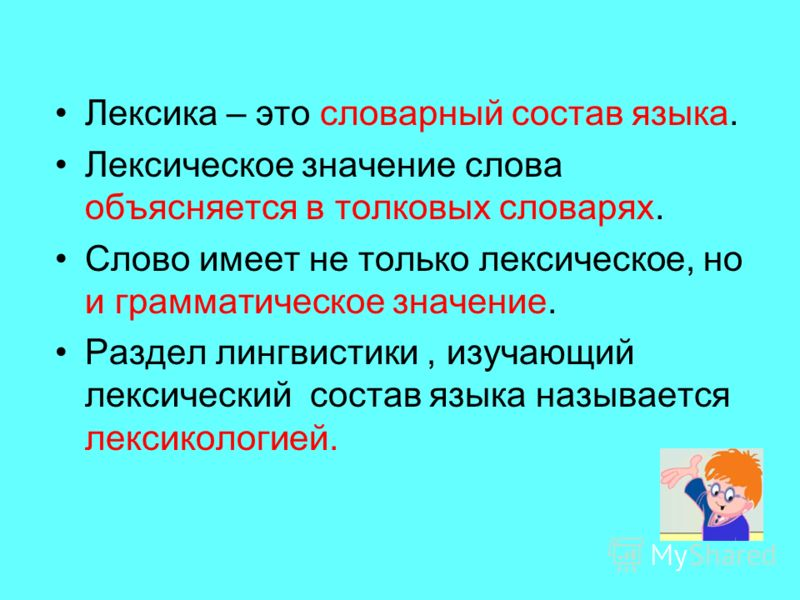 • Лексика – это словарный состав языка.
• Лексическое значение слова
объясняется в толковых словарях.
• Слово имеет не только лексическое, но
и грамматическое значение.
• Раздел лингвистики , изучающий
лексический  состав языка называется
лексикологией.
MyShared